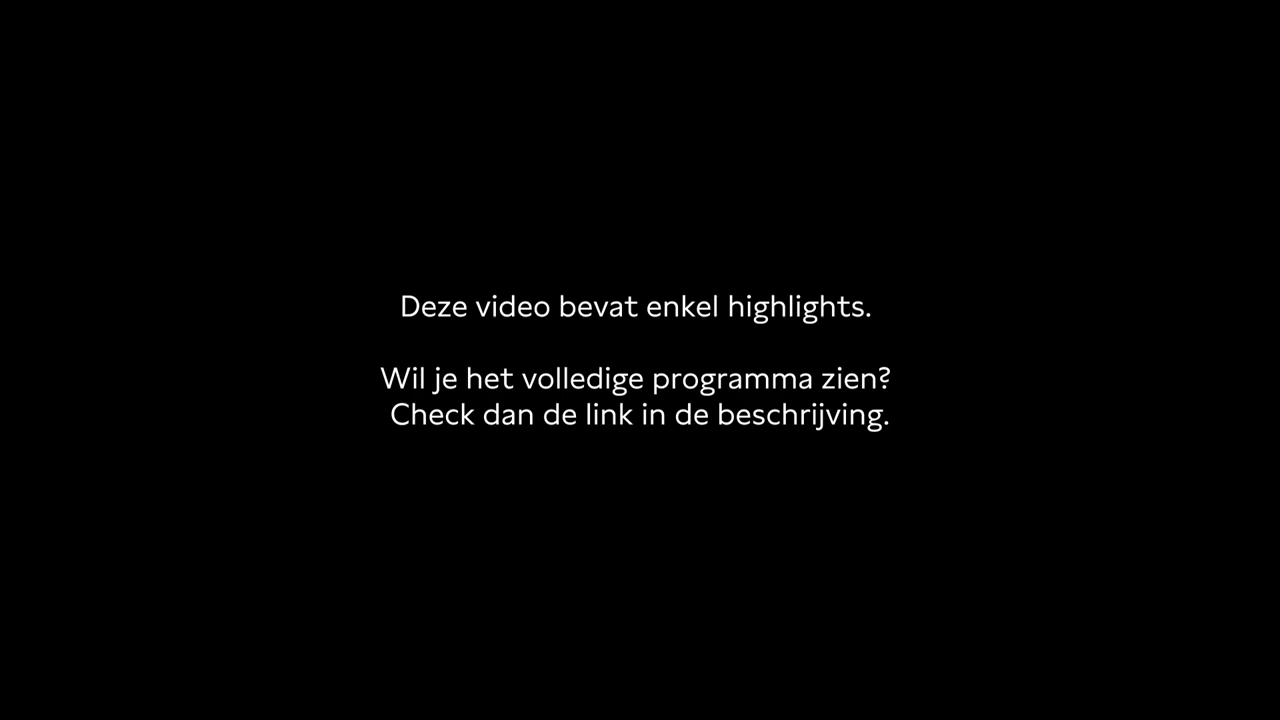 Deze video bevat enkel highlights.
Wil je het volledige programma zien?
Check dan de link in de beschrijving.